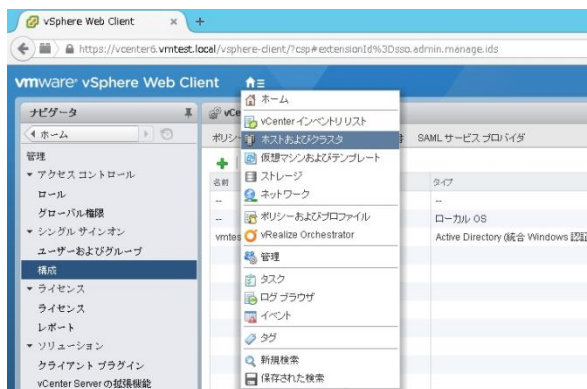 vSphere Web Client
https://vcenter6.vmtest.local/vsphere-client/?csp#extensionId%3Dsso.admin.manage.ids
vmware® vSphere Web Client
ナビゲータ
ホーム
管理
アクセス コントロール
ロール
グローバル権限
シングル サインオン
ユーザーおよびグループ
構成
ライセンス
ライセンス
レポート
ソリューション
クライアント プラグイン
vCenter Server の拡張機能
ホーム
vCenter インベントリ リスト
ホストおよびクラスタ
仮想マシンおよびテンプレート
ストレージ
ネットワーク
ポリシーおよびプロファイル
vRealize Orchestrator
管理
タスク
ログ ブラウザ
イベント
タグ
新規検索
保存された検索
vCe
ポリシ
SAML サービス プロバイダ
名前
タイプ
--
--
--
ローカル OS
vmtes
Active Directory (統合 Windows 認証